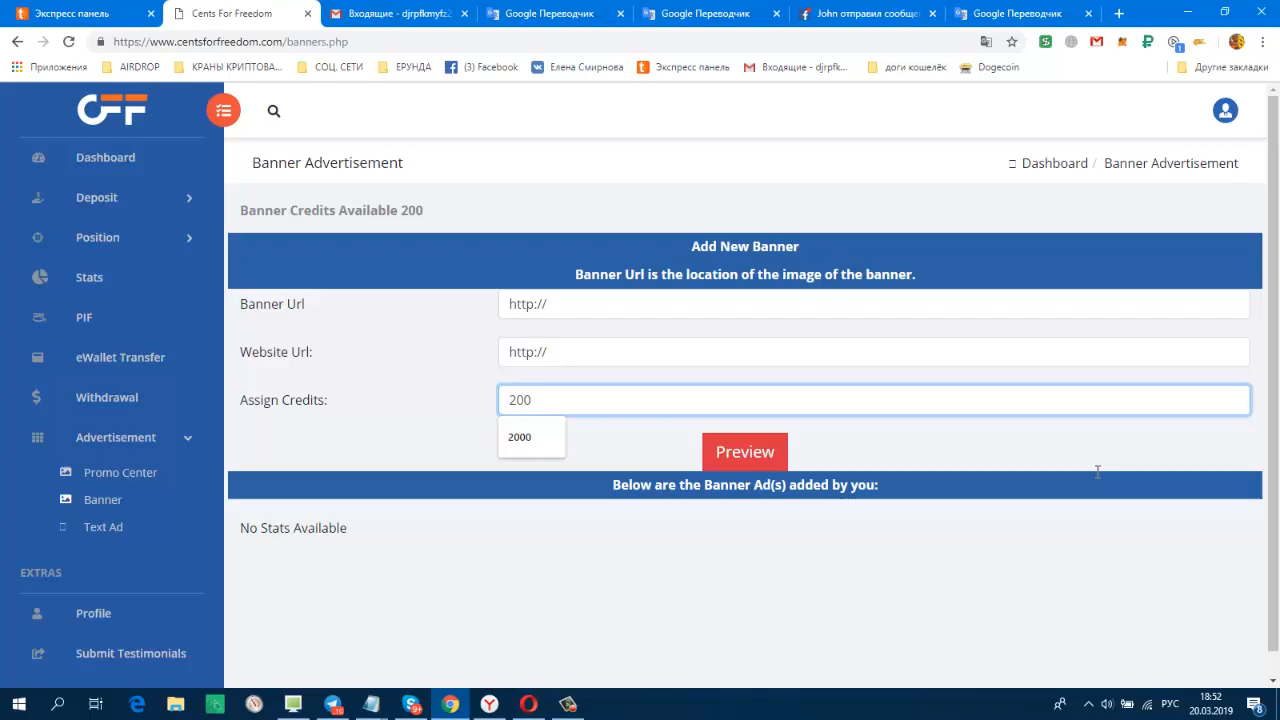 Экспресс панель
Cents For Freedom
Входящие - djrpfkmyfz2
Google Переводчик
Google Переводчик
John отправил сообще
Google Переводчик
https://www.centsforfreedom.com/banners.php
Приложения
AIRDROP
КРАНЫ КРИПТОВА...
СОЦ. СЕТИ
ЕРУНДА
(3) Facebook
Елена Смирнова
Экспресс панель
Входящие - djrpfk...
доги кошелёк
Dogecoin
Другие закладки
CFF
Dashboard
Deposit
Position
Stats
PIF
eWallet Transfer
Withdrawal
Advertisement
Promo Center
Banner
Text Ad
EXTRAS
Profile
Submit Testimonials
Banner Advertisement
Dashboard / Banner Advertisement
Banner Credits Available 200
Add New Banner
Banner Url is the location of the image of the banner.
Banner Url
http://
Website Url:
http://
Assign Credits:
200
2000
Preview
Below are the Banner Ad(s) added by you:
No Stats Available
РУС
18:52
20.03.2019